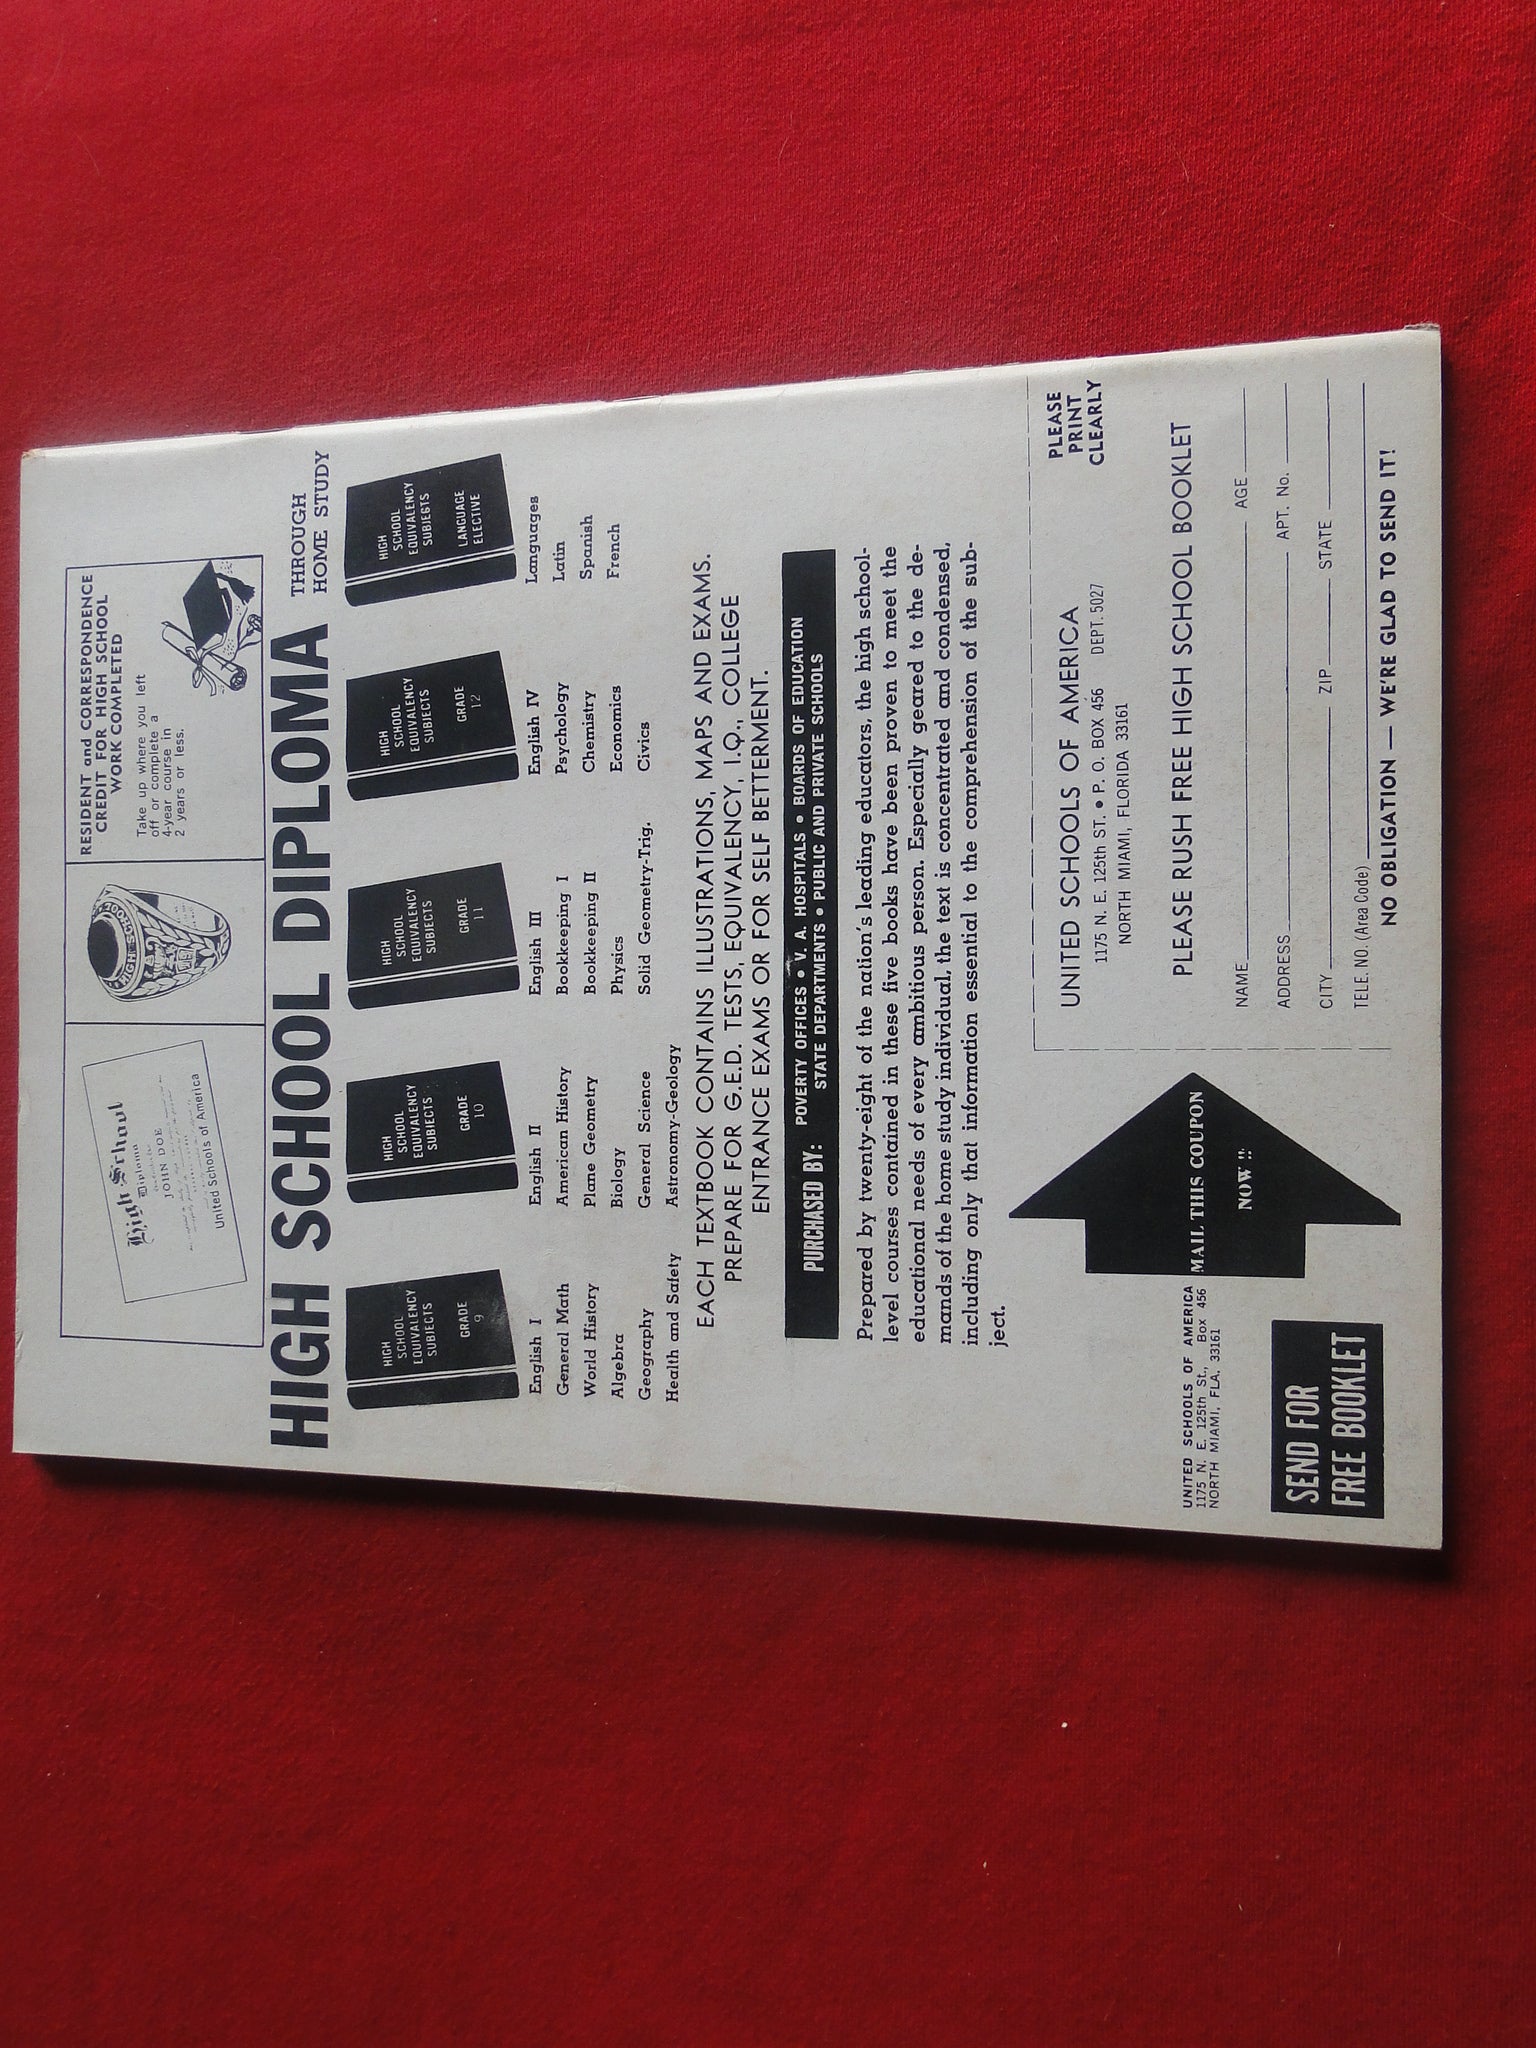 High School
Diploma
JOHN DOE
United Schools of America
HIGH SCHOOL
RESIDENT and CORRESPONDENCE
CREDIT FOR HIGH SCHOOL
WORK COMPLETED
Take up where you left
off or complete a
4-year course in
2 years or less.
HIGH SCHOOL DIPLOMA
THROUGH
HOME STUDY
HIGH
SCHOOL
EQUIVALENCY
SUBJECTS
GRADE
9
English I
General Math
World History
Algebra
Geography
Health and Safety
HIGH
SCHOOL
EQUIVALENCY
SUBJECTS
GRADE
10
English II
American History
Plane Geometry
Biology
General Science
Astronomy-Geology
HIGH
SCHOOL
EQUIVALENCY
SUBJECTS
GRADE
11
English III
Bookkeeping I
Bookkeeping II
Physics
Solid Geometry-Trig.
HIGH
SCHOOL
EQUIVALENCY
SUBJECTS
GRADE
12
English IV
Psychology
Chemistry
Economics
Civics
HIGH
SCHOOL
EQUIVALENCY
SUBJECTS
LANGUAGE
ELECTIVE
Languages
Latin
Spanish
French
EACH TEXTBOOK CONTAINS ILLUSTRATIONS, MAPS AND EXAMS.
PREPARE FOR G.E.D. TESTS, EQUIVALENCY, I.Q., COLLEGE
ENTRANCE EXAMS OR FOR SELF BETTERMENT.
PURCHASED BY: POVERTY OFFICES • V. A. HOSPITALS • BOARDS OF EDUCATION
STATE DEPARTMENTS • PUBLIC AND PRIVATE SCHOOLS
Prepared by twenty-eight of the nation's leading educators, the high school-
level courses contained in these five books have been proven to meet the
educational needs of every ambitious person. Especially geared to the de-
mands of the home study individual, the text is concentrated and condensed,
including only that information essential to the comprehension of the sub-
ject.
UNITED SCHOOLS OF AMERICA
1175 N. E. 125th St., Box 456
NORTH MIAMI, FLA. 33161
SEND FOR
FREE BOOKLET
MAIL THIS COUPON
NOW !!
UNITED SCHOOLS OF AMERICA
1175 N. E. 125th ST. • P. O. BOX 456 DEPT. 5027
NORTH MIAMI, FLORIDA 33161
PLEASE
PRINT
CLEARLY
PLEASE RUSH FREE HIGH SCHOOL BOOKLET
NAME AGE
ADDRESS APT. No.
CITY ZIP STATE
TELE. NO. (Area Code)
NO OBLIGATION — WE'RE GLAD TO SEND IT!